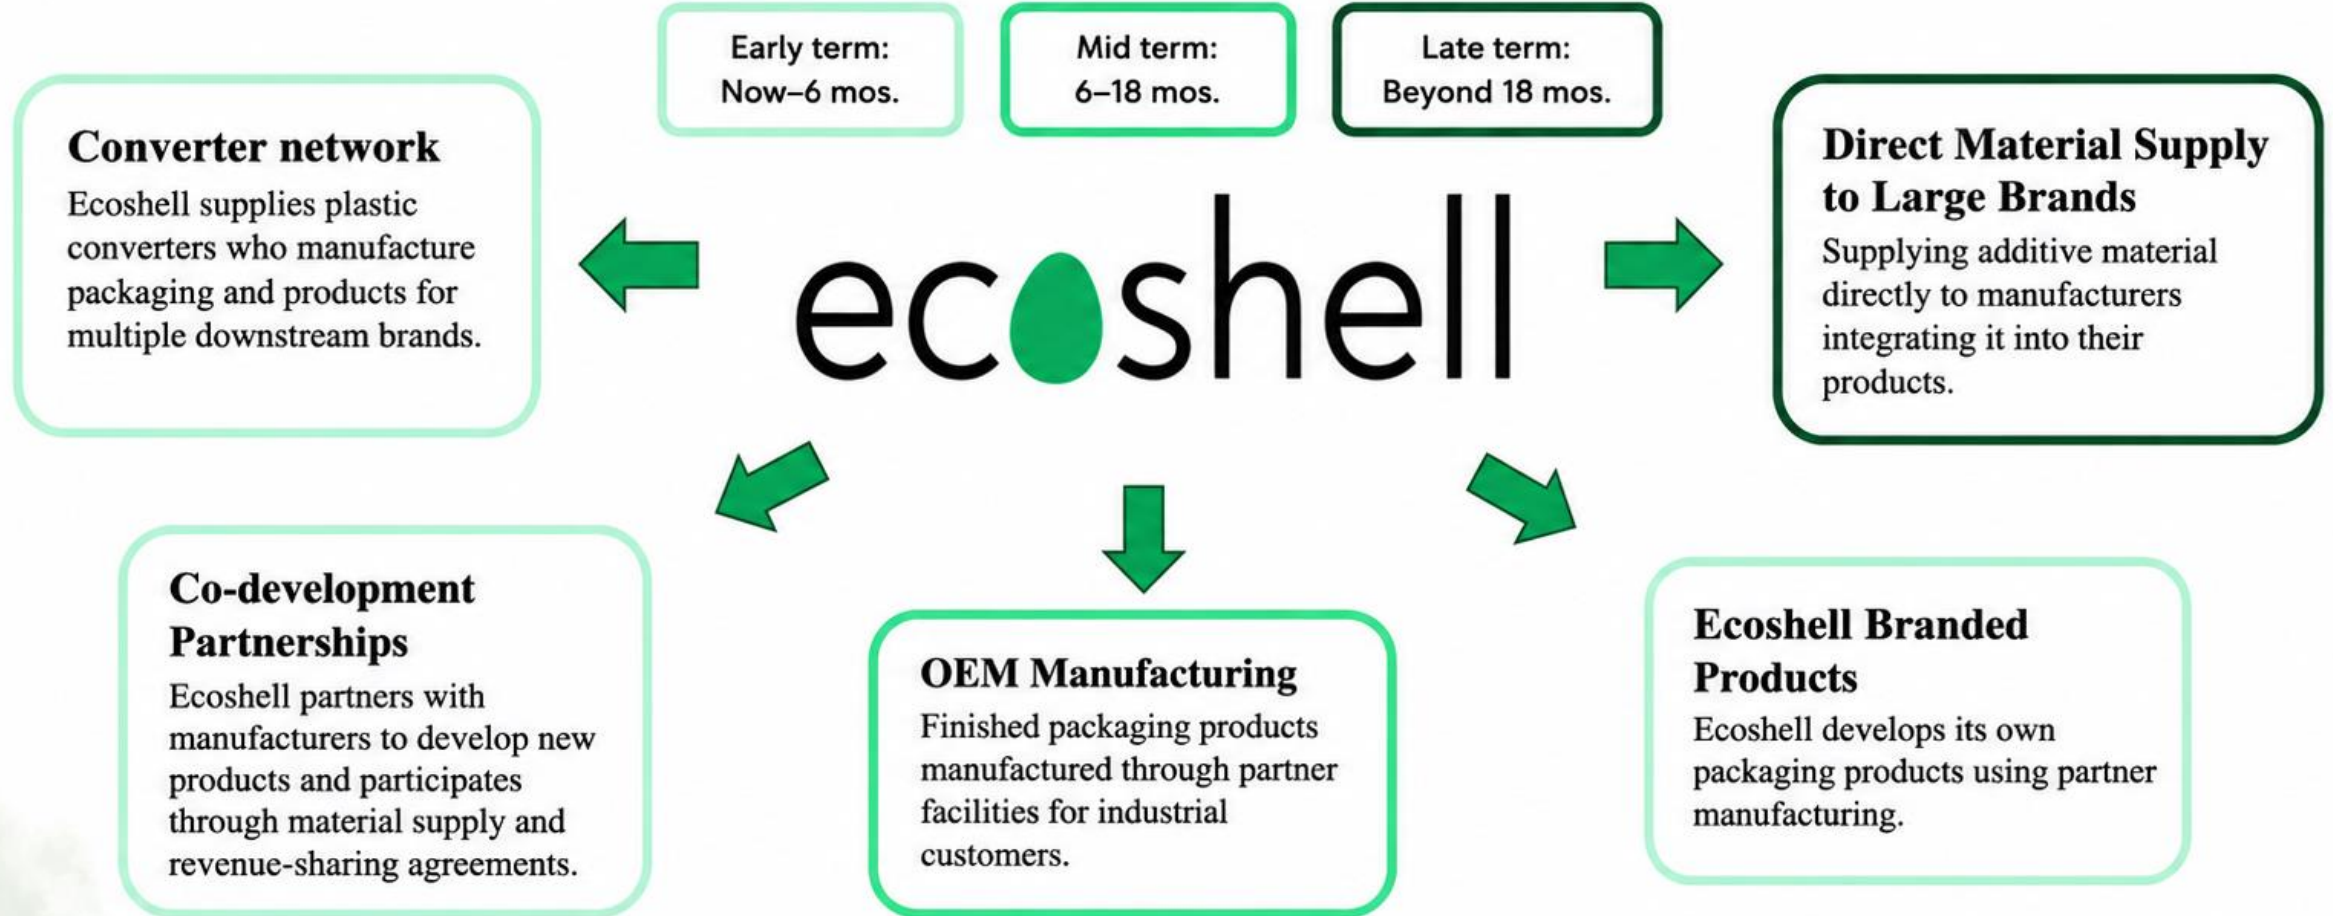 Early term:
Now–6 mos.
Mid term:
6–18 mos.
Late term:
Beyond 18 mos.
Converter network
Ecoshell supplies plastic
converters who manufacture
packaging and products for
multiple downstream brands.
ecoshell
Direct Material Supply
to Large Brands
Supplying additive material
directly to manufacturers
integrating it into their
products.
Co-development
Partnerships
Ecoshell partners with
manufacturers to develop new
products and participates
through material supply and
revenue-sharing agreements.
OEM Manufacturing
Finished packaging products
manufactured through partner
facilities for industrial
customers.
Ecoshell Branded
Products
Ecoshell develops its own
packaging products using partner
manufacturing.